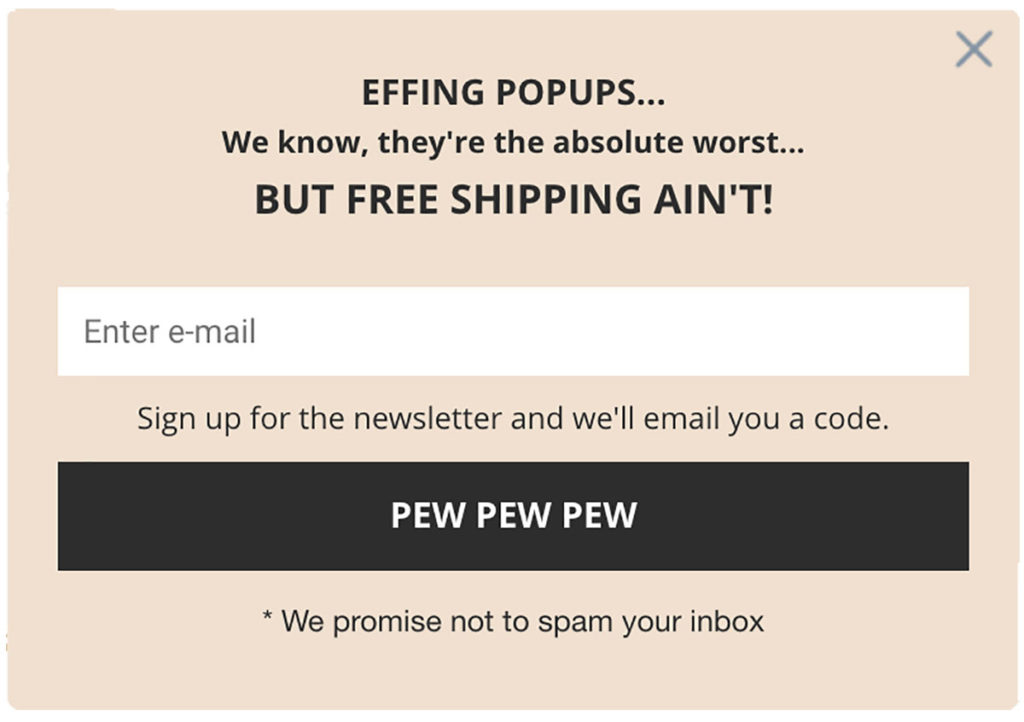 EFFING POPUPS...
We know, they're the absolute worst...
BUT FREE SHIPPING AIN'T!
Enter e-mail
Sign up for the newsletter and we'll email you a code.
PEW PEW PEW
* We promise not to spam your inbox